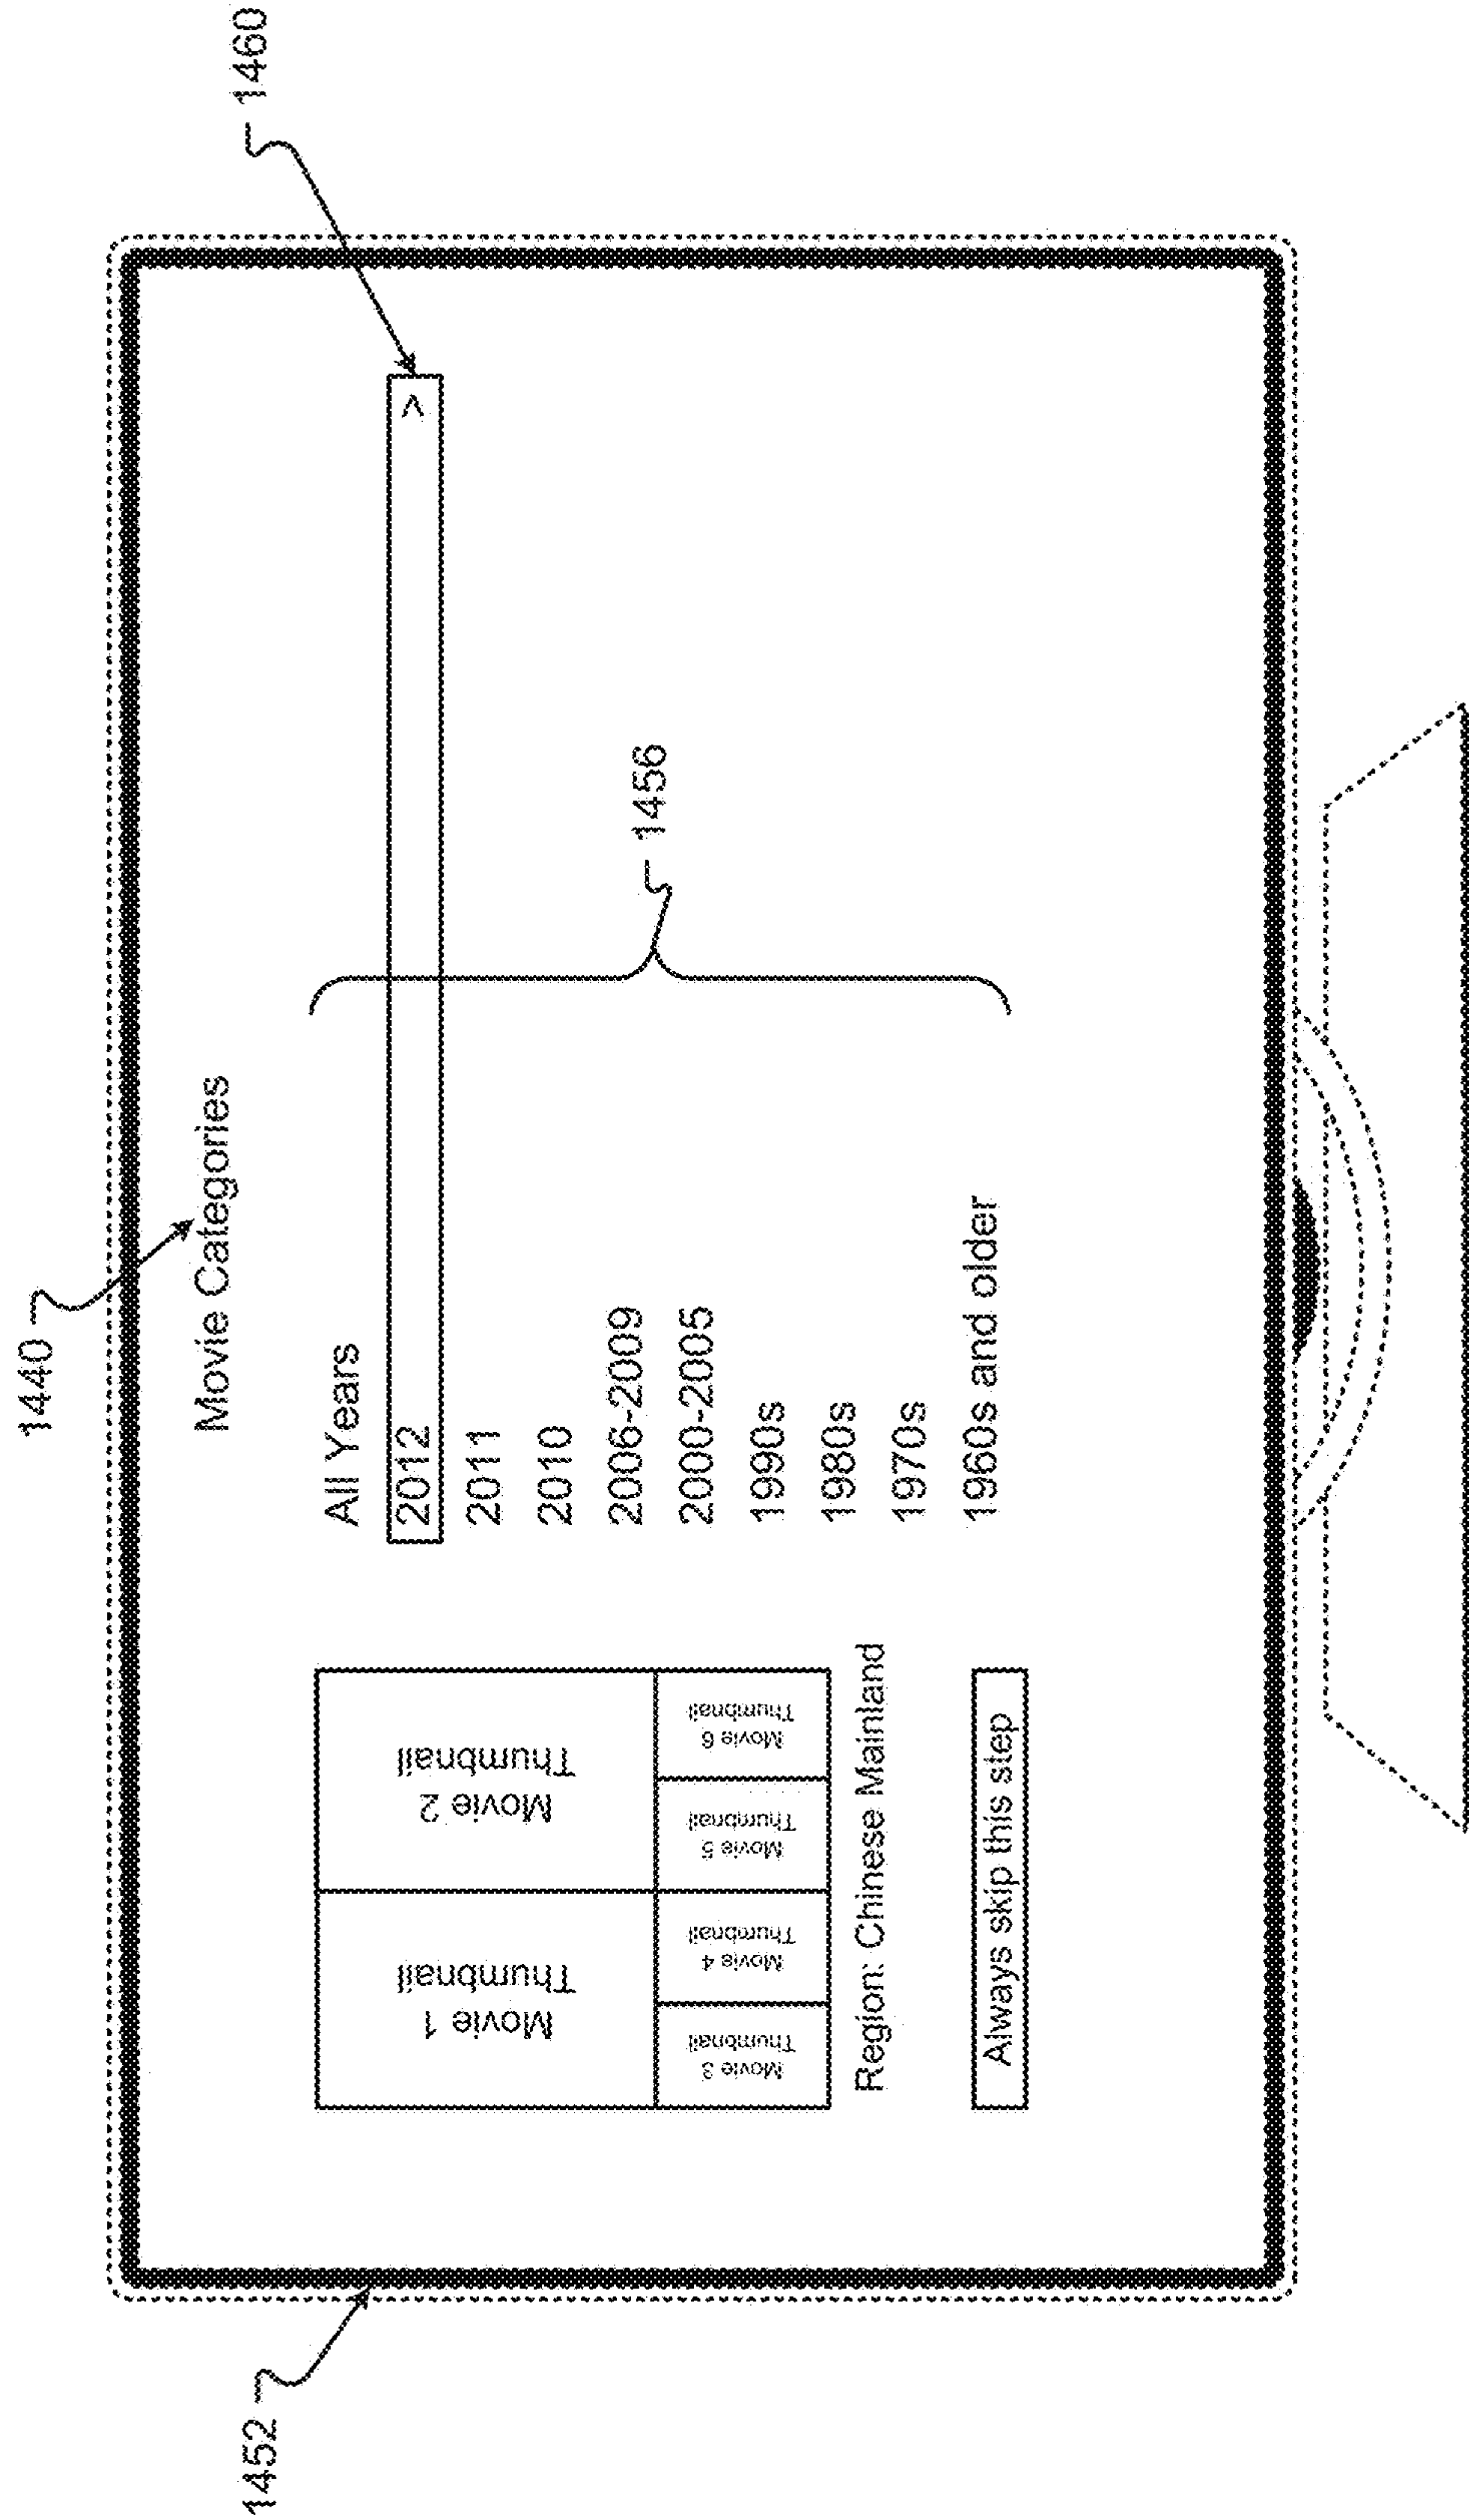 1440
Movie Categories
1452
1460
Movie 1
Thumbnail
Movie 2
Thumbnail
Movie 3
Thumbnail
Movie 4
Thumbnail
Movie 5
Thumbnail
Movie 6
Thumbnail
Region: Chinese Mainland
Always skip this step
All Years
2012 >
2011
2010
2006-2009
2000-2005
1990s
1980s
1970s
1960s and older
1456